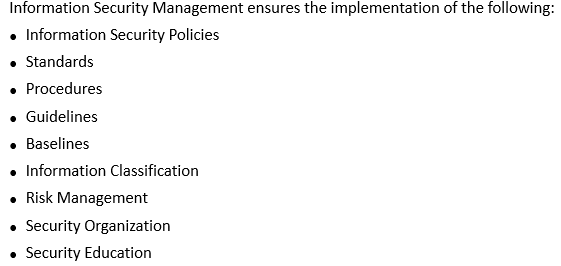 Information Security Management ensures the implementation of the following:
• Information Security Policies
• Standards
• Procedures
• Guidelines
• Baselines
• Information Classification
• Risk Management
• Security Organization
• Security Education